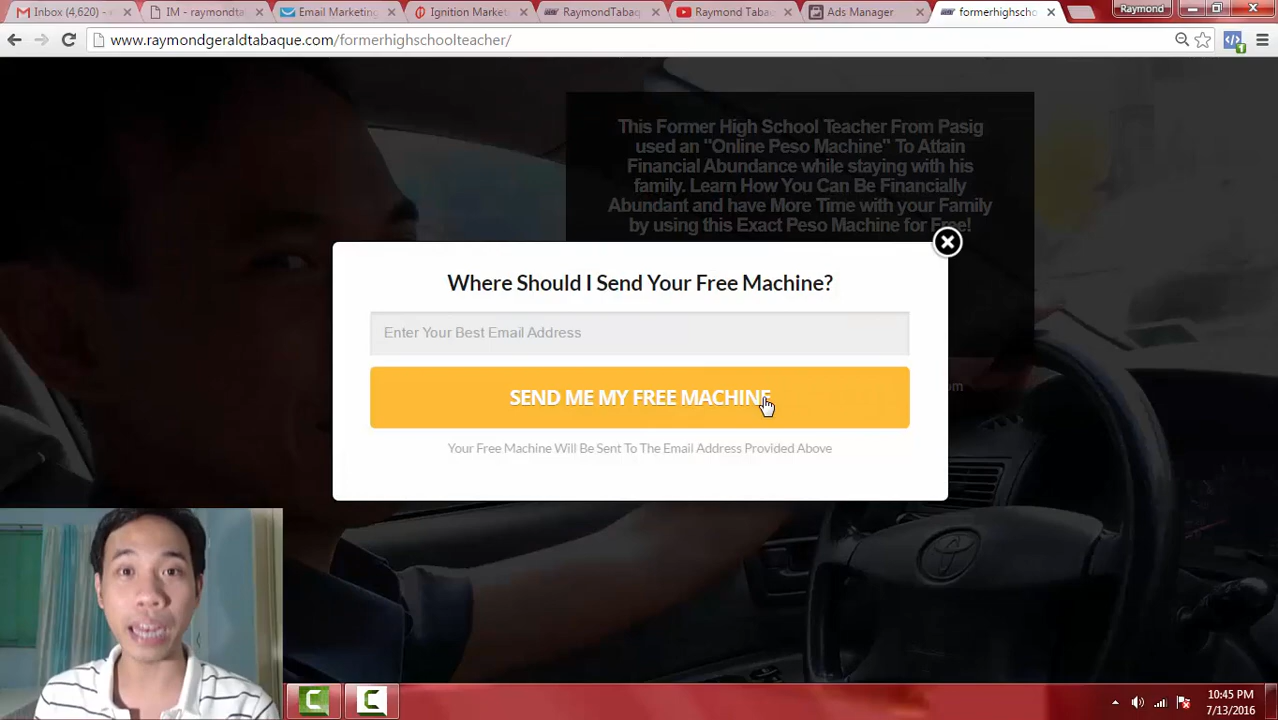 Inbox (4,620) -
IM - raymondta
Email Marketing
Ignition Marke
RaymondTabaq
Raymond Tabaq
Ads Manager
formerhighscho
Raymond
www.raymondgeraldtabaque.com/formerhighschoolteacher/
This Former High School Teacher From Pasig
used an "Online Peso Machine" To Attain
Financial Abundance while staying with his
family. Learn How You Can Be Financially
Abundant and have More Time with your Family
by using this Exact Peso Machine for Free!
Where Should I Send Your Free Machine?
Enter Your Best Email Address
om
SEND ME MY FREE MACHINE
Your Free Machine Will Be Sent To The Email Address Provided Above
10:45 PM
7/13/2016